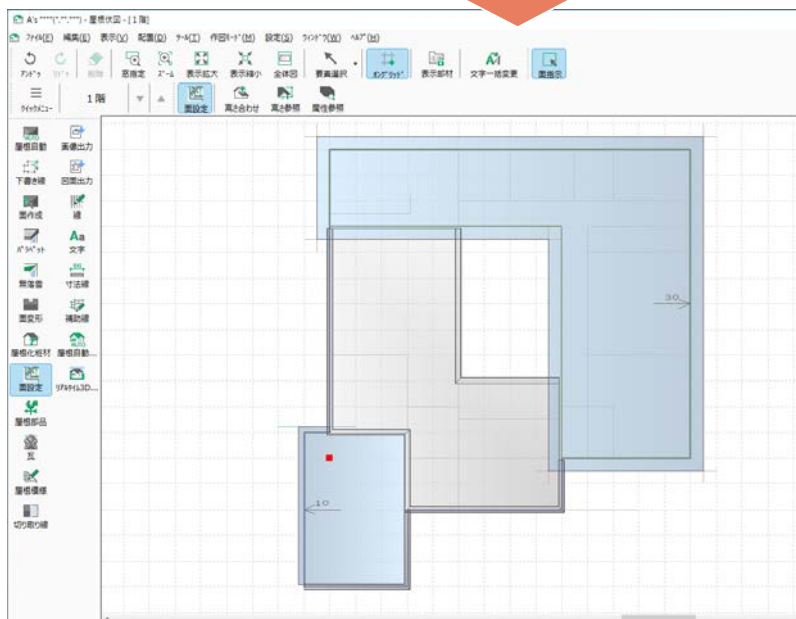 A's ****(*.**.***) - 屋根伏図 - [1 階]
ファイル(F) 編集(E) 表示(V) 配置(D) ツール(T) 作図モード(M) 設定(S) ウィンドウ(W) ヘルプ(H)
アンドゥ リドゥ 削除 窓指定 ズーム 表示拡大 表示縮小 全体図 要素選択 オングリッド 表示部材 文字一括変更 面指示
クイックメニュー 1 階 面設定 高さ合わせ 高さ参照 属性参照
屋根自動 画像出力
下書き線 図面出力
面作成 線
パラペット 文字
無落雪 寸法線
面変形 補助線
屋根化粧材 屋根自動...
面設定 リアルタイム3D...
屋根部品
瓦
屋根模様
切り取り線
30
10